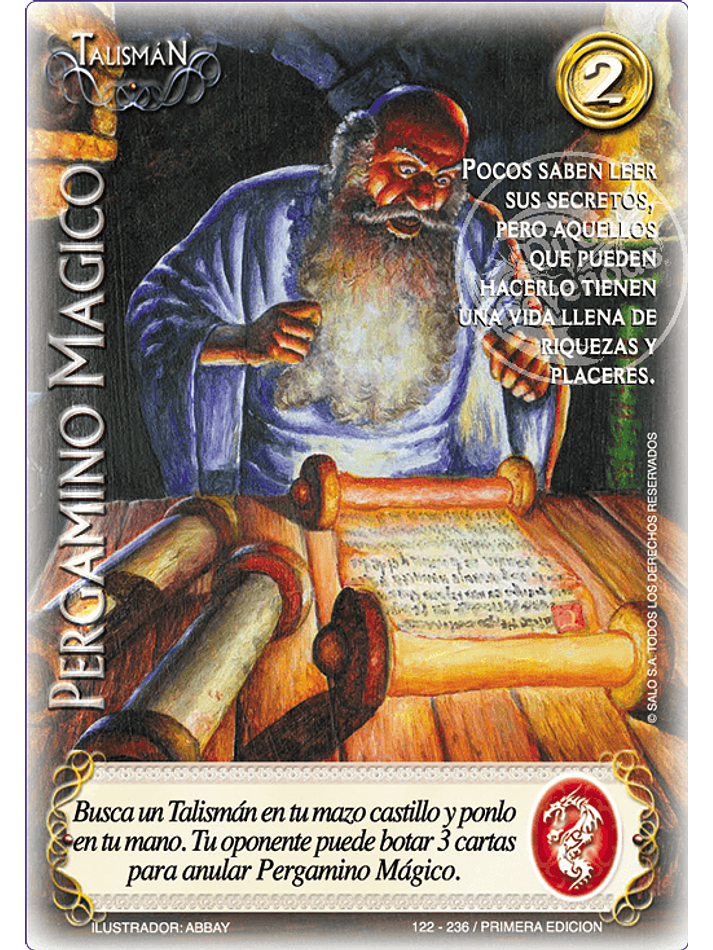 Talismán
2
Pergamino Magico
Pocos saben leer
sus secretos,
pero aquellos
que pueden
hacerlo tienen
una vida llena de
riquezas y
placeres.
© SALO S.A. TODOS LOS DERECHOS RESERVADOS
Busca un Talismán en tu mazo castillo y ponlo
en tu mano. Tu oponente puede botar 3 cartas
para anular Pergamino Mágico.
ILUSTRADOR: ABBAY
122 - 236 / PRIMERA EDICION